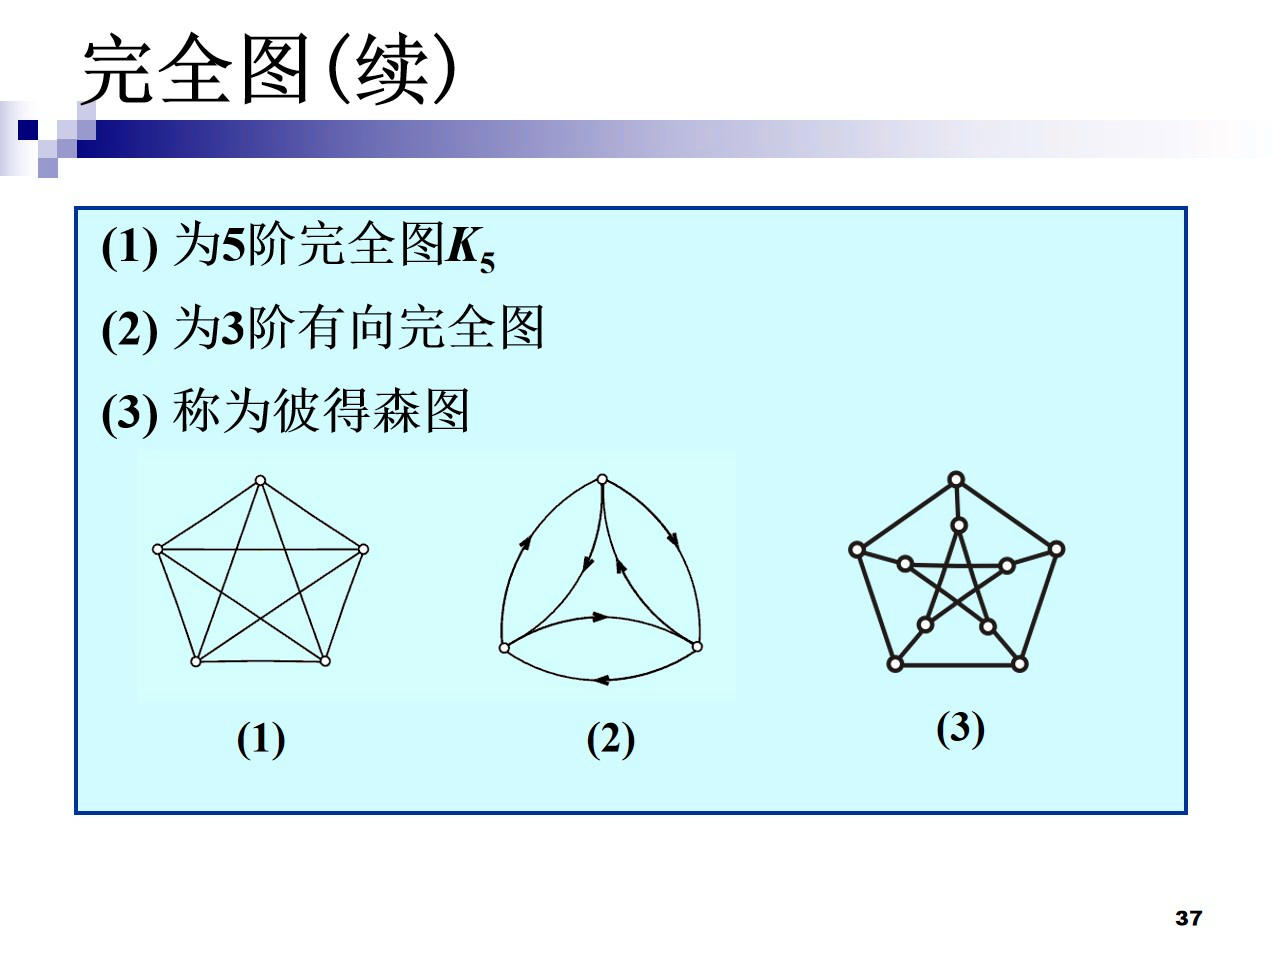 完全图(续)
(1) 为5阶完全图K5
(2) 为3阶有向完全图
(3) 称为彼得森图
(1)
(2)
(3)
37